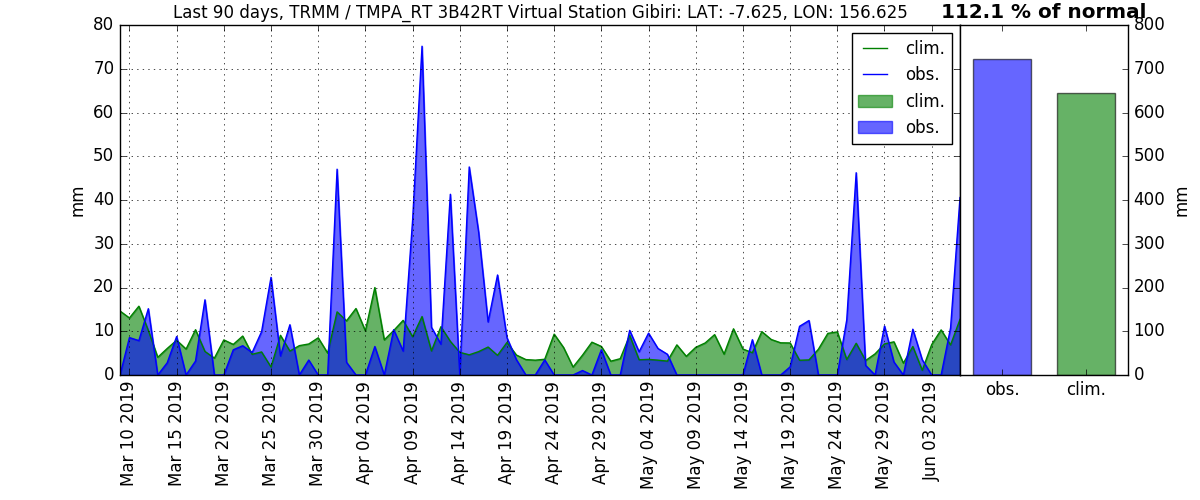 Last 90 days, TRMM / TMPA_RT 3B42RT Virtual Station Gibiri: LAT: -7.625, LON: 156.625
112.1 % of normal
80
70
60
50
40
30
20
10
0
mm
clim.
obs.
clim.
obs.
800
700
600
500
400
300
200
100
0
mm
obs.
clim.
Mar 10 2019
Mar 15 2019
Mar 20 2019
Mar 25 2019
Mar 30 2019
Apr 04 2019
Apr 09 2019
Apr 14 2019
Apr 19 2019
Apr 24 2019
Apr 29 2019
May 04 2019
May 09 2019
May 14 2019
May 19 2019
May 24 2019
May 29 2019
Jun 03 2019